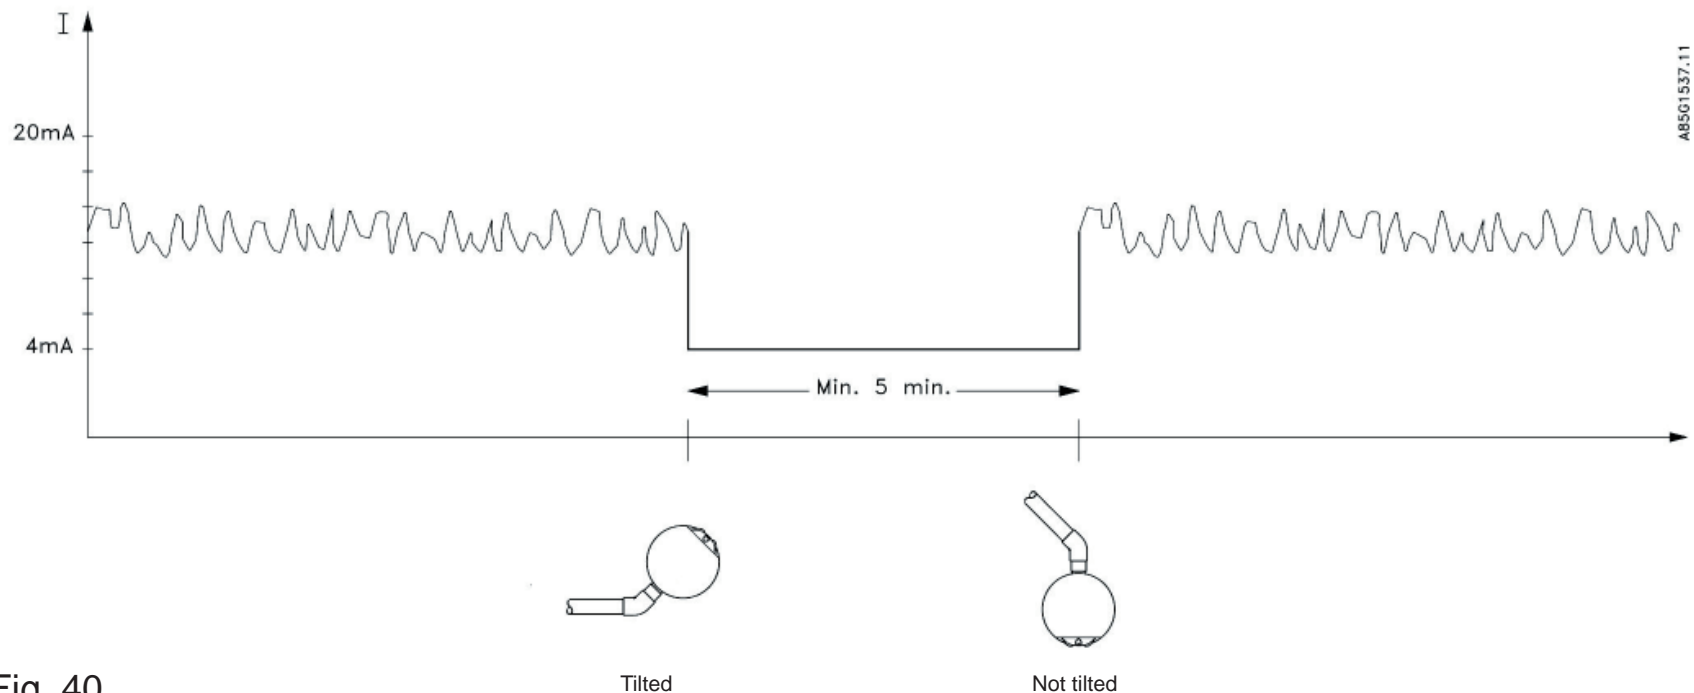 I
20mA
4mA
Min. 5 min.
A85G1537.11
Tilted
Not tilted
Fig. 40